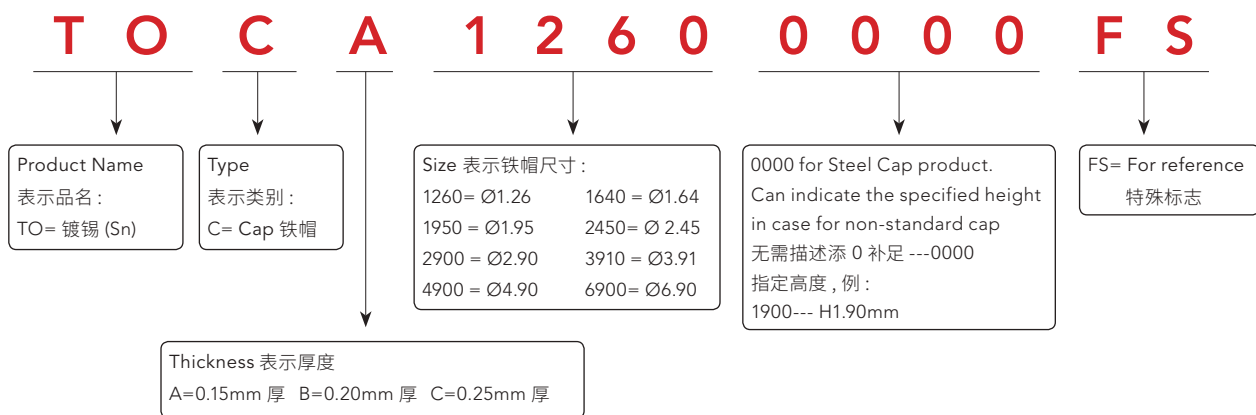 T O C A 1 2 6 0 0 0 0 0 F S
Product Name
表示品名 :
TO= 镀锡 (Sn)
Type
表示类别 :
C= Cap 铁帽
Size 表示铁帽尺寸 :
1260= Ø1.26 1640 = Ø1.64
1950 = Ø1.95 2450= Ø 2.45
2900 = Ø2.90 3910 = Ø3.91
4900 = Ø4.90 6900= Ø6.90
0000 for Steel Cap product.
Can indicate the specified height
in case for non-standard cap
无需描述添 0 补足 ---0000
指定高度 , 例 :
1900--- H1.90mm
FS= For reference
特殊标志
Thickness 表示厚度
A=0.15mm 厚 B=0.20mm 厚 C=0.25mm 厚